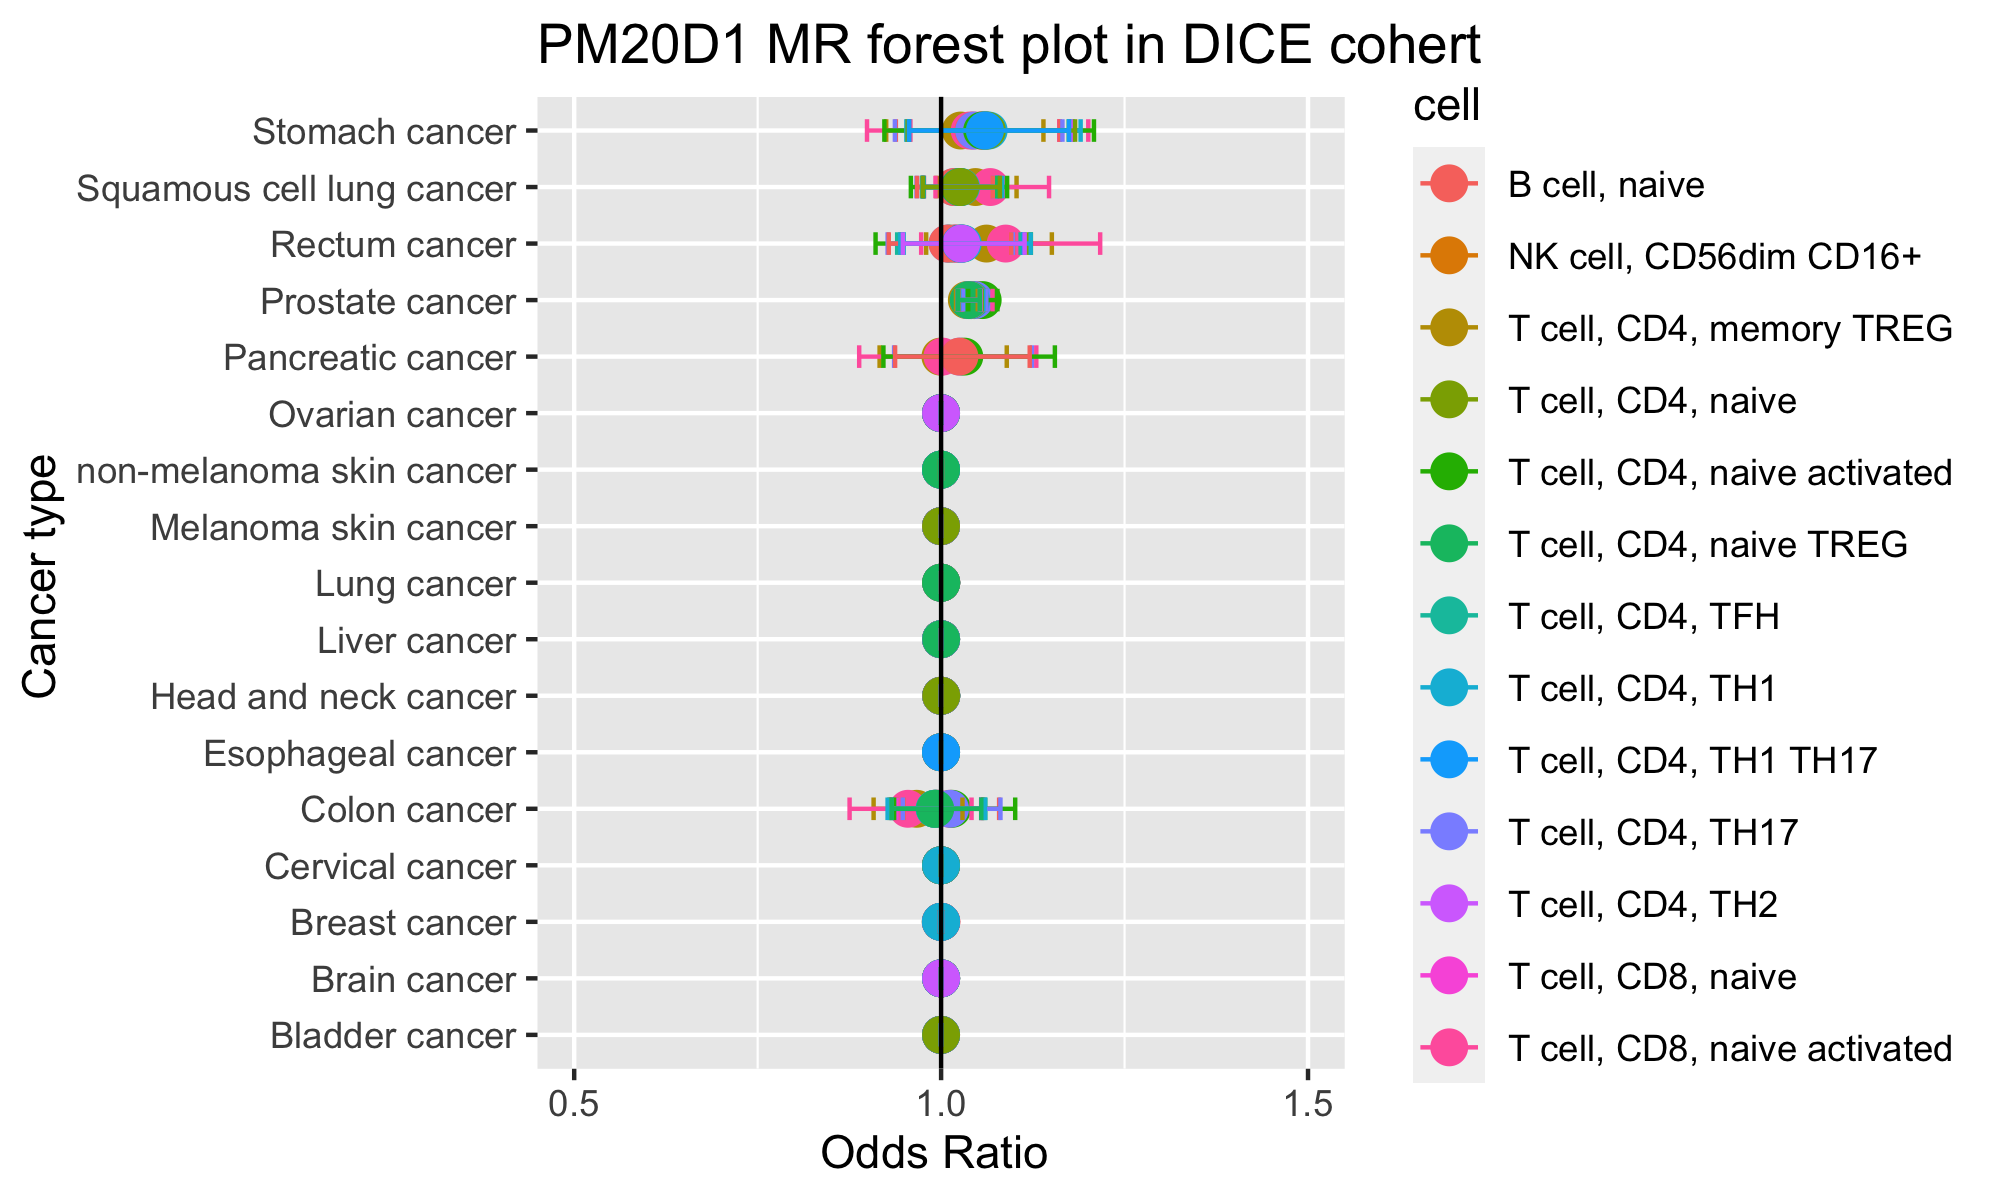 PM20D1 MR forest plot in DICE cohert
Cancer type
Stomach cancer
Squamous cell lung cancer
Rectum cancer
Prostate cancer
Pancreatic cancer
Ovarian cancer
non-melanoma skin cancer
Melanoma skin cancer
Lung cancer
Liver cancer
Head and neck cancer
Esophageal cancer
Colon cancer
Cervical cancer
Breast cancer
Brain cancer
Bladder cancer
0.5 1.0 1.5
Odds Ratio
cell
B cell, naive
NK cell, CD56dim CD16+
T cell, CD4, memory TREG
T cell, CD4, naive
T cell, CD4, naive activated
T cell, CD4, naive TREG
T cell, CD4, TFH
T cell, CD4, TH1
T cell, CD4, TH1 TH17
T cell, CD4, TH17
T cell, CD4, TH2
T cell, CD8, naive
T cell, CD8, naive activated